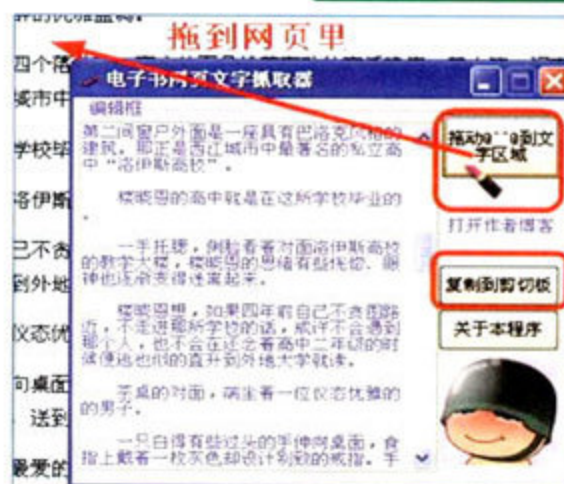 拖到网页里
四个陪
城市中
学校毕
洛伊斯
己不贪
到外地
仪态优
向桌面
送到
最爱的
电子书网页文字抓取器
编辑框
第二间窗户外面是一座具有巴洛克风格的
建筑。那正是西江城市中最著名的私立高
中“洛伊斯高校”。
楼晓恩的高中就是在这所学校毕业的
。
一手托腮，侧脸看着对面洛伊斯高校
的教学大楼，楼晓恩的思绪有些恍惚、眼
神也逐渐变得迷离起来。
楼晓恩想，如果四年前自己不贪图路
近，不走进那所学校的话，或许不会遇到
那个人，也不会在还念着高中二年级的时
候便逃也似的直升到外地大学就读。
茶桌的对面，端坐着一位仪态优雅的
的男子。
一只白得有些过头的手伸向桌面，食
指上戴着一枚灰色却设计别致的戒指。手
拖动@^^@到文
字区域
打开作者博客
复制到剪切板
关于本程序